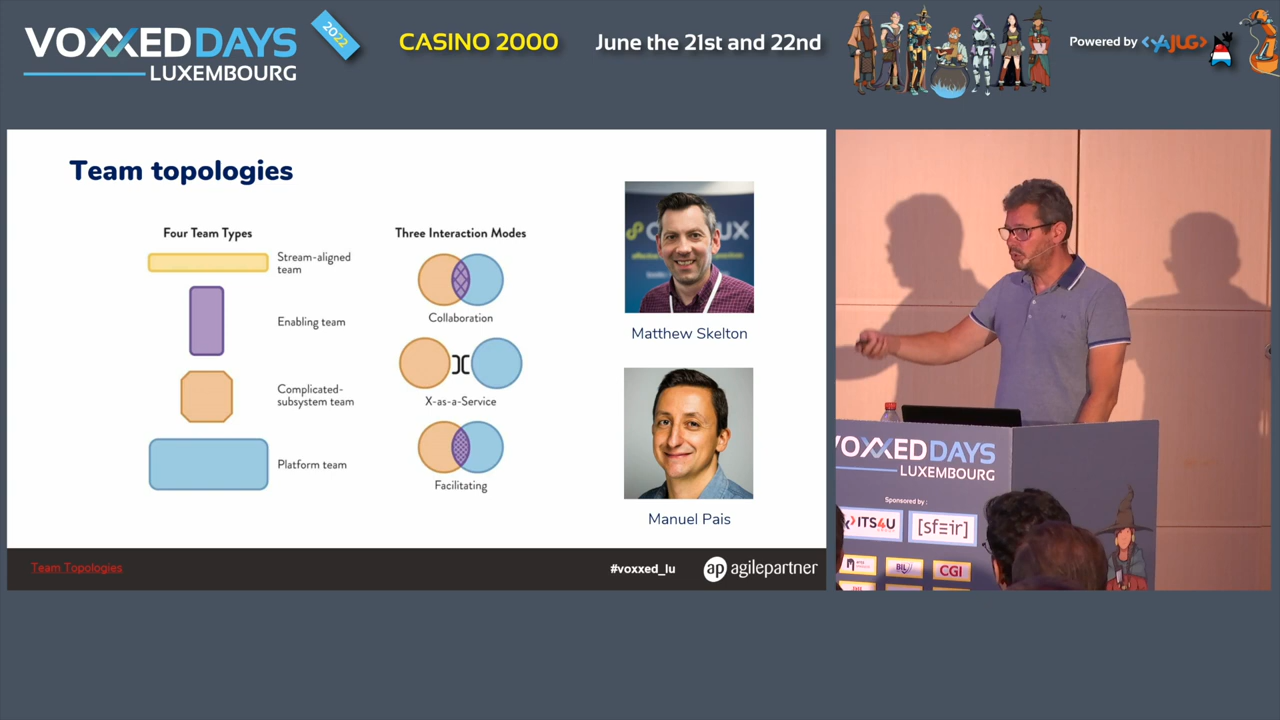 VOXXED DAYS
LUXEMBOURG
2022
CASINO 2000
June the 21st and 22nd
Powered by <YAJUG>
Team topologies
Four Team Types
Stream-aligned
team
Enabling team
Complicated-
subsystem team
Platform team
Three Interaction Modes
Collaboration
X-as-a-Service
Facilitating
Matthew Skelton
Manuel Pais
Team Topologies
#voxxed_lu
ap agilepartner
VOXXED DAYS
LUXEMBOURG
Sponsored by :
ITS4U
[sfeir]
BIL
CGI